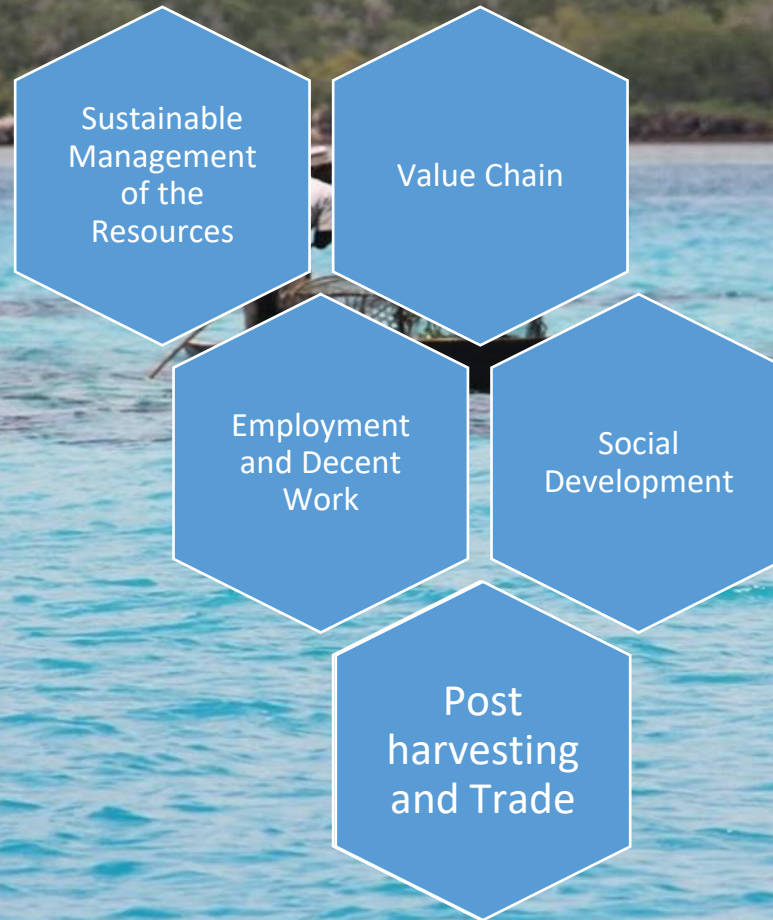 Sustainable
Management
of the
Resources
Value Chain
Employment
and Decent
Work
Social
Development
Post
harvesting
and Trade